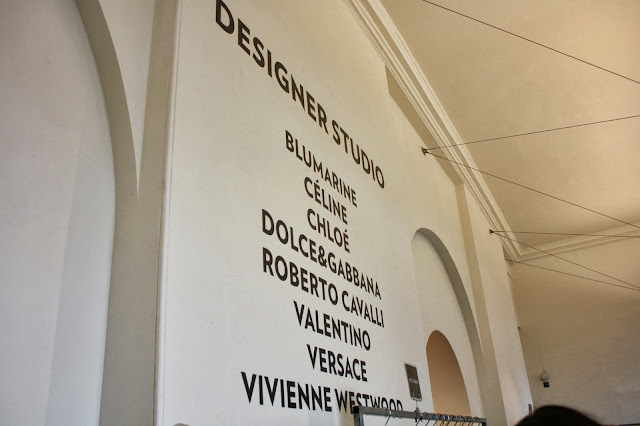 DESIGNER STUDIO
BLUMARINE
CÉLINE
CHLOÉ
DOLCE&GABBANA
ROBERTO CAVALLI
VALENTINO
VERSACE
VIVIENNE WESTWOOD